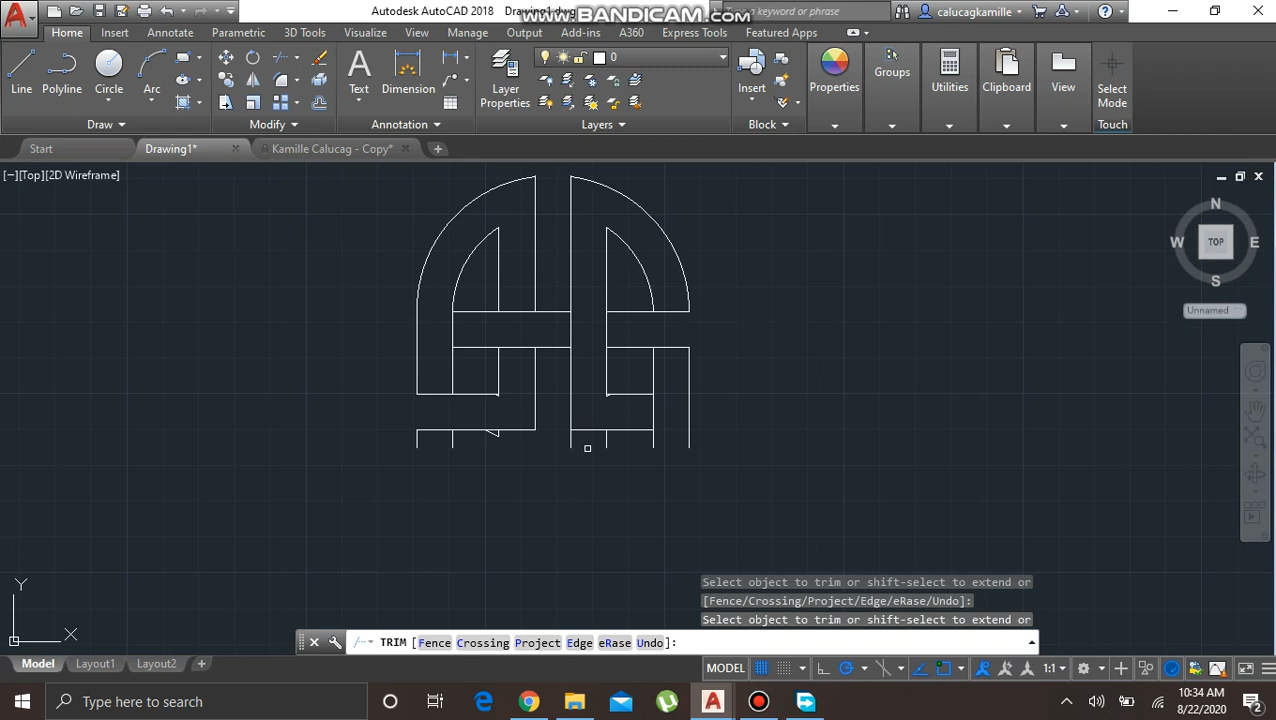 Autodesk AutoCAD 2018 Drawing1.dwg
www.BANDICAM.com
a keyword or phrase
calucagkamille
Home Insert Annotate Parametric 3D Tools Visualize View Manage Output Add-ins A360 Express Tools Featured Apps
Line Polyline Circle Arc
Text Dimension
Layer Properties
0
Insert
Properties
Groups
Utilities
Clipboard
View
Select Mode
Draw Modify Annotation Layers Block Touch
Start Drawing1* Kamille Calucag - Copy*
[−][Top][2D Wireframe]
N
W TOP E
S
Unnamed
Y
X
Select object to trim or shift-select to extend or
[Fence/Crossing/Project/Edge/eRase/Undo]:
Select object to trim or shift-select to extend or
TRIM [Fence Crossing Project Edge eRase Undo]:
Model Layout1 Layout2 +
MODEL 1:1
Type here to search
10:34 AM
8/22/2020
2